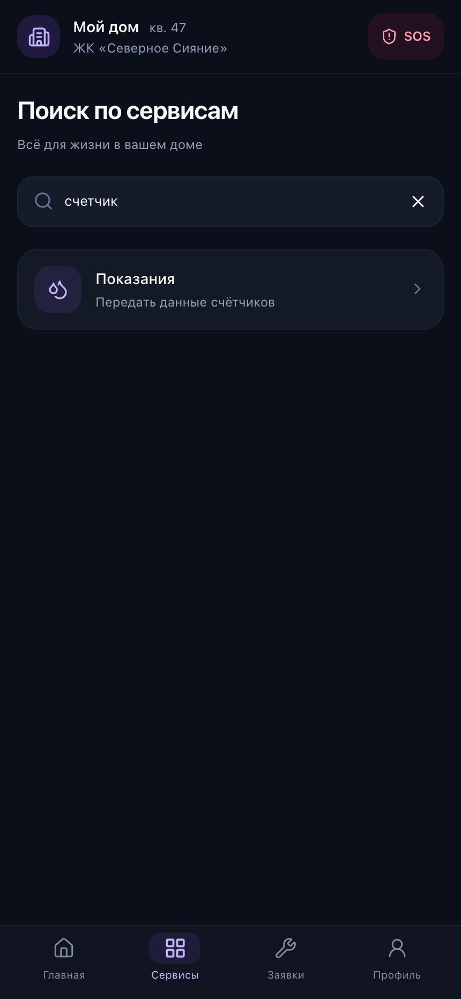 Мой дом кв. 47
ЖК «Северное Сияние»
SOS
Поиск по сервисам
Всё для жизни в вашем доме
счетчик
Показания
Передать данные счётчиков
Главная
Сервисы
Заявки
Профиль